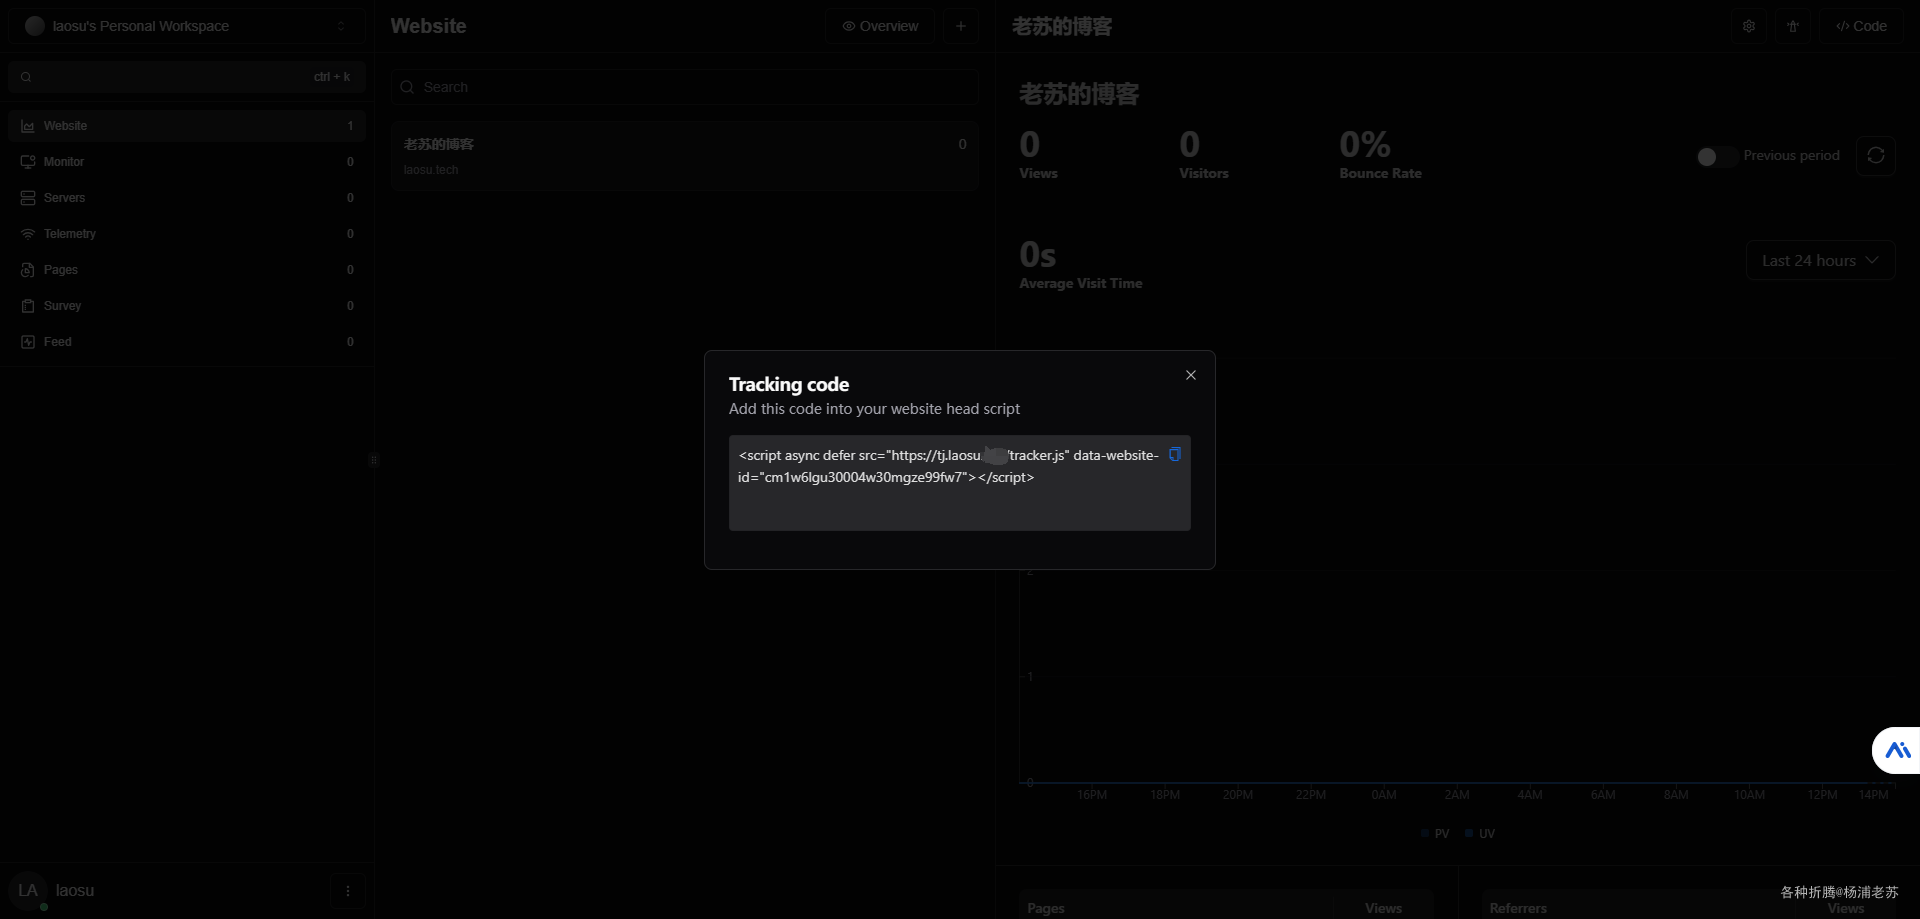 laosu's Personal Workspace
ctrl + k
Website 1
Monitor 0
Servers 0
Telemetry 0
Pages 0
Survey 0
Feed 0
LA laosu
Website
Overview
Search
老苏的博客 0
laosu.tech
老苏的博客
Code
老苏的博客
0
Views
0
Visitors
0%
Bounce Rate
Previous period
0s
Average Visit Time
Last 24 hours
Tracking code
Add this code into your website head script
<script async defer src="https://tj.laosu. /tracker.js" data-website-
id="cm1w6lgu30004w30mgze99fw7"></script>
2
1
0
16PM 18PM 20PM 22PM 0AM 2AM 4AM 6AM 8AM 10AM 12PM 14PM
PV UV
Pages Views
Referrers Views
各种折腾@杨浦老苏